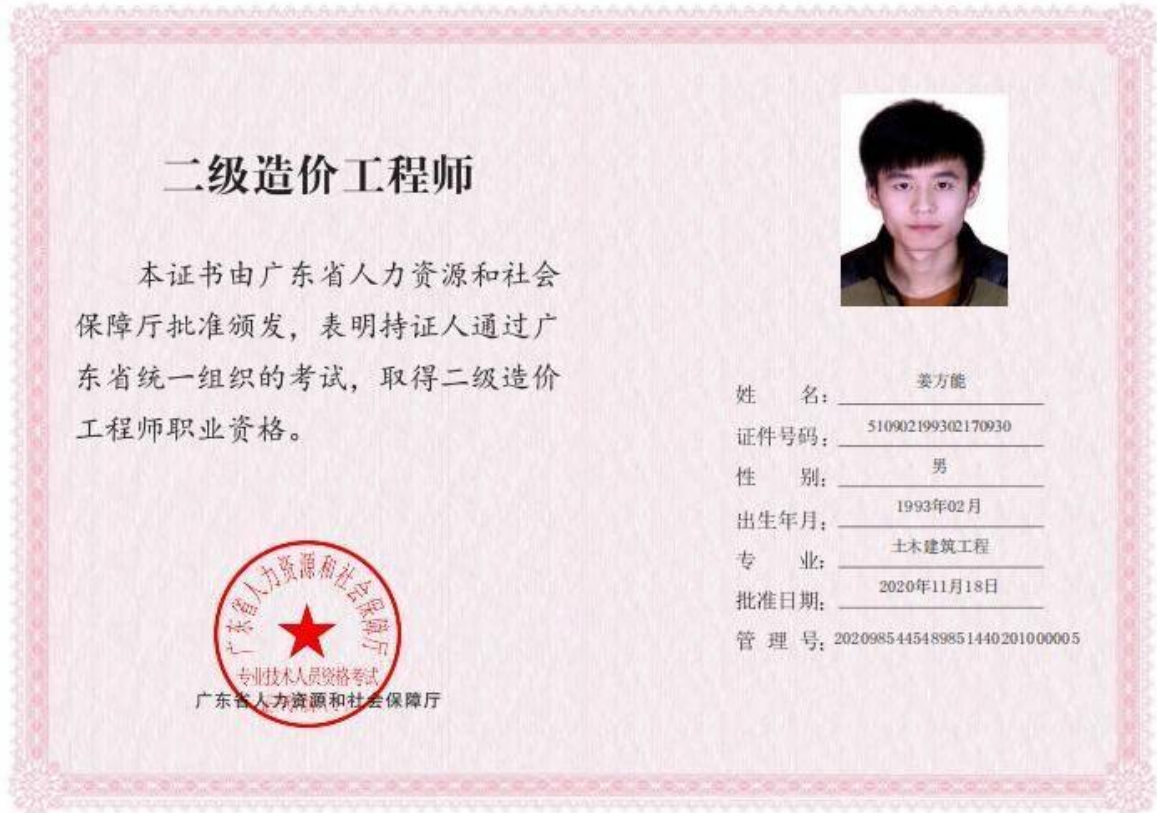 二级造价工程师
本证书由广东省人力资源和社会
保障厅批准颁发，表明持证人通过广
东省统一组织的考试，取得二级造价
工程师职业资格。
姓 名：姜方能
证件号码：510902199302170930
性 别：男
出生年月：1993年02月
专 业：土木建筑工程
批准日期：2020年11月18日
管 理 号：2020985445489851440201000005
广东省人力资源和社会保障厅
专业技术人员资格考试
广东省人力资源和社会保障厅